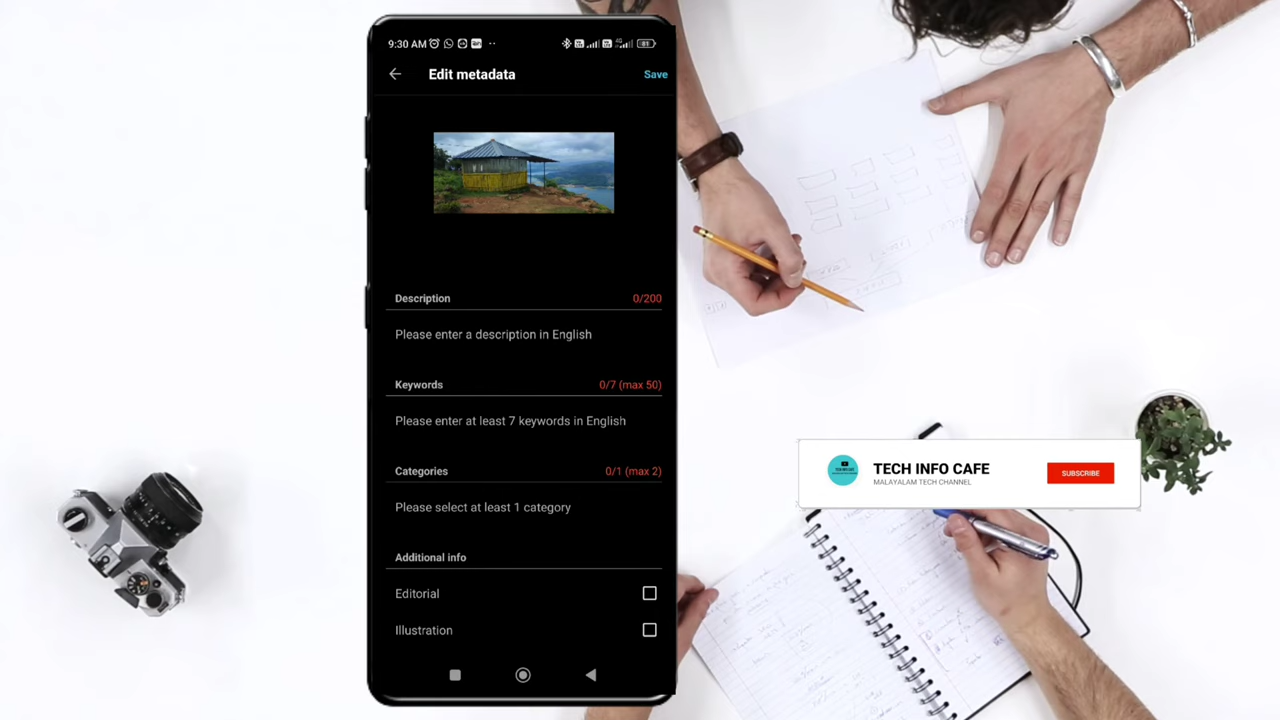 9:30 AM
Edit metadata
Save
Description
0/200
Please enter a description in English
Keywords
0/7 (max 50)
Please enter at least 7 keywords in English
Categories
0/1 (max 2)
Please select at least 1 category
Additional info
Editorial
Illustration
TECH INFO CAFE
MALAYALAM TECH CHANNEL
SUBSCRIBE